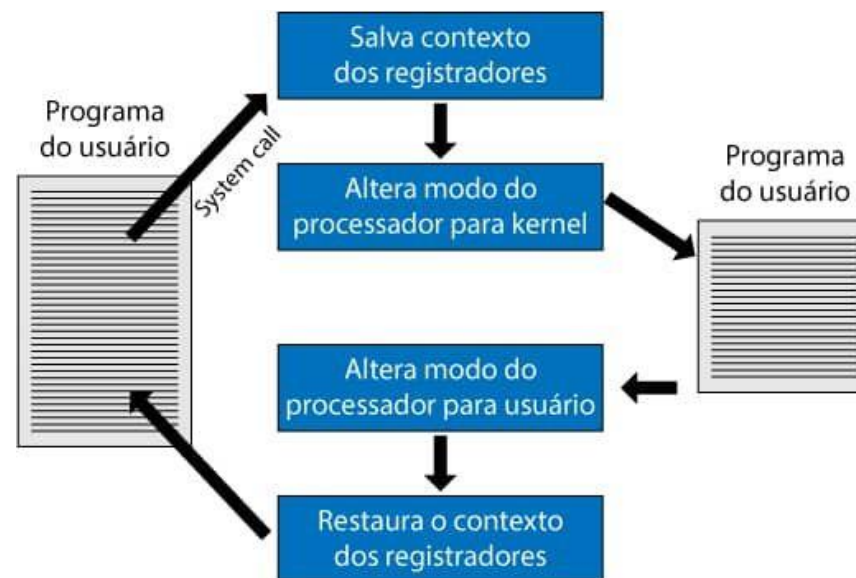 Programa
do usuário
System call
Salva contexto
dos registradores
Altera modo do
processador para kernel
Programa
do usuário
Altera modo do
processador para usuário
Restaura o contexto
dos registradores